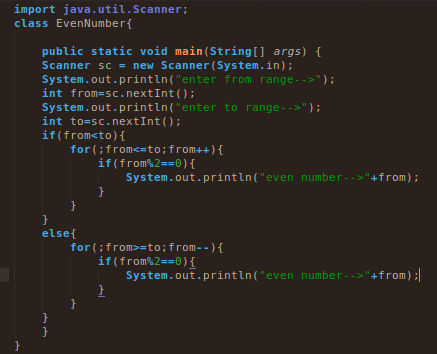 import java.util.Scanner;
class EvenNumber{
public static void main(String[] args) {
Scanner sc = new Scanner(System.in);
System.out.println("enter from range-->");
int from=sc.nextInt();
System.out.println("enter to range-->");
int to=sc.nextInt();
if(from<to){
for(;from<=to;from++){
if(from%2==0){
System.out.println("even number-->"+from);
}
}
}
else{
for(;from>=to;from--){
if(from%2==0){
System.out.println("even number-->"+from);
}
}
}
}
}